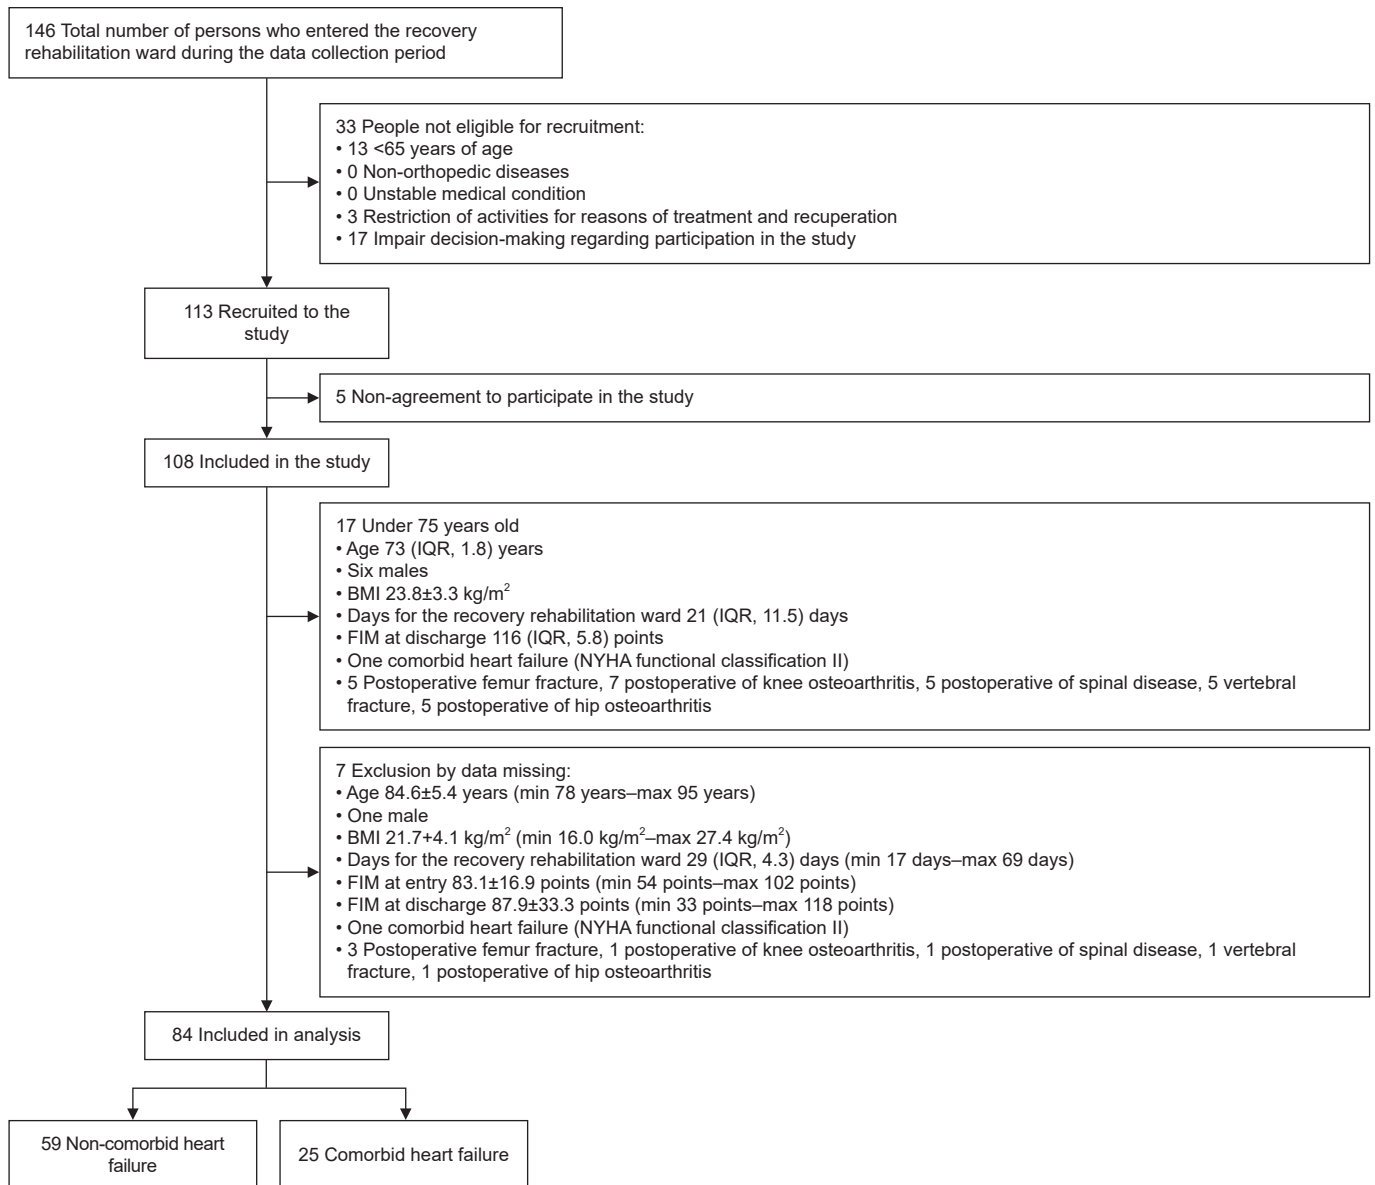 146 Total number of persons who entered the recovery
rehabilitation ward during the data collection period
33 People not eligible for recruitment:
• 13 <65 years of age
• 0 Non-orthopedic diseases
• 0 Unstable medical condition
• 3 Restriction of activities for reasons of treatment and recuperation
• 17 Impair decision-making regarding participation in the study
113 Recruited to the
study
5 Non-agreement to participate in the study
108 Included in the study
17 Under 75 years old
• Age 73 (IQR, 1.8) years
• Six males
• BMI 23.8±3.3 kg/m²
• Days for the recovery rehabilitation ward 21 (IQR, 11.5) days
• FIM at discharge 116 (IQR, 5.8) points
• One comorbid heart failure (NYHA functional classification II)
• 5 Postoperative femur fracture, 7 postoperative of knee osteoarthritis, 5 postoperative of spinal disease, 5 vertebral
fracture, 5 postoperative of hip osteoarthritis
7 Exclusion by data missing:
• Age 84.6±5.4 years (min 78 years–max 95 years)
• One male
• BMI 21.7+4.1 kg/m² (min 16.0 kg/m²–max 27.4 kg/m²)
• Days for the recovery rehabilitation ward 29 (IQR, 4.3) days (min 17 days–max 69 days)
• FIM at entry 83.1±16.9 points (min 54 points–max 102 points)
• FIM at discharge 87.9±33.3 points (min 33 points–max 118 points)
• One comorbid heart failure (NYHA functional classification II)
• 3 Postoperative femur fracture, 1 postoperative of knee osteoarthritis, 1 postoperative of spinal disease, 1 vertebral
fracture, 1 postoperative of hip osteoarthritis
84 Included in analysis
59 Non-comorbid heart
failure
25 Comorbid heart failure